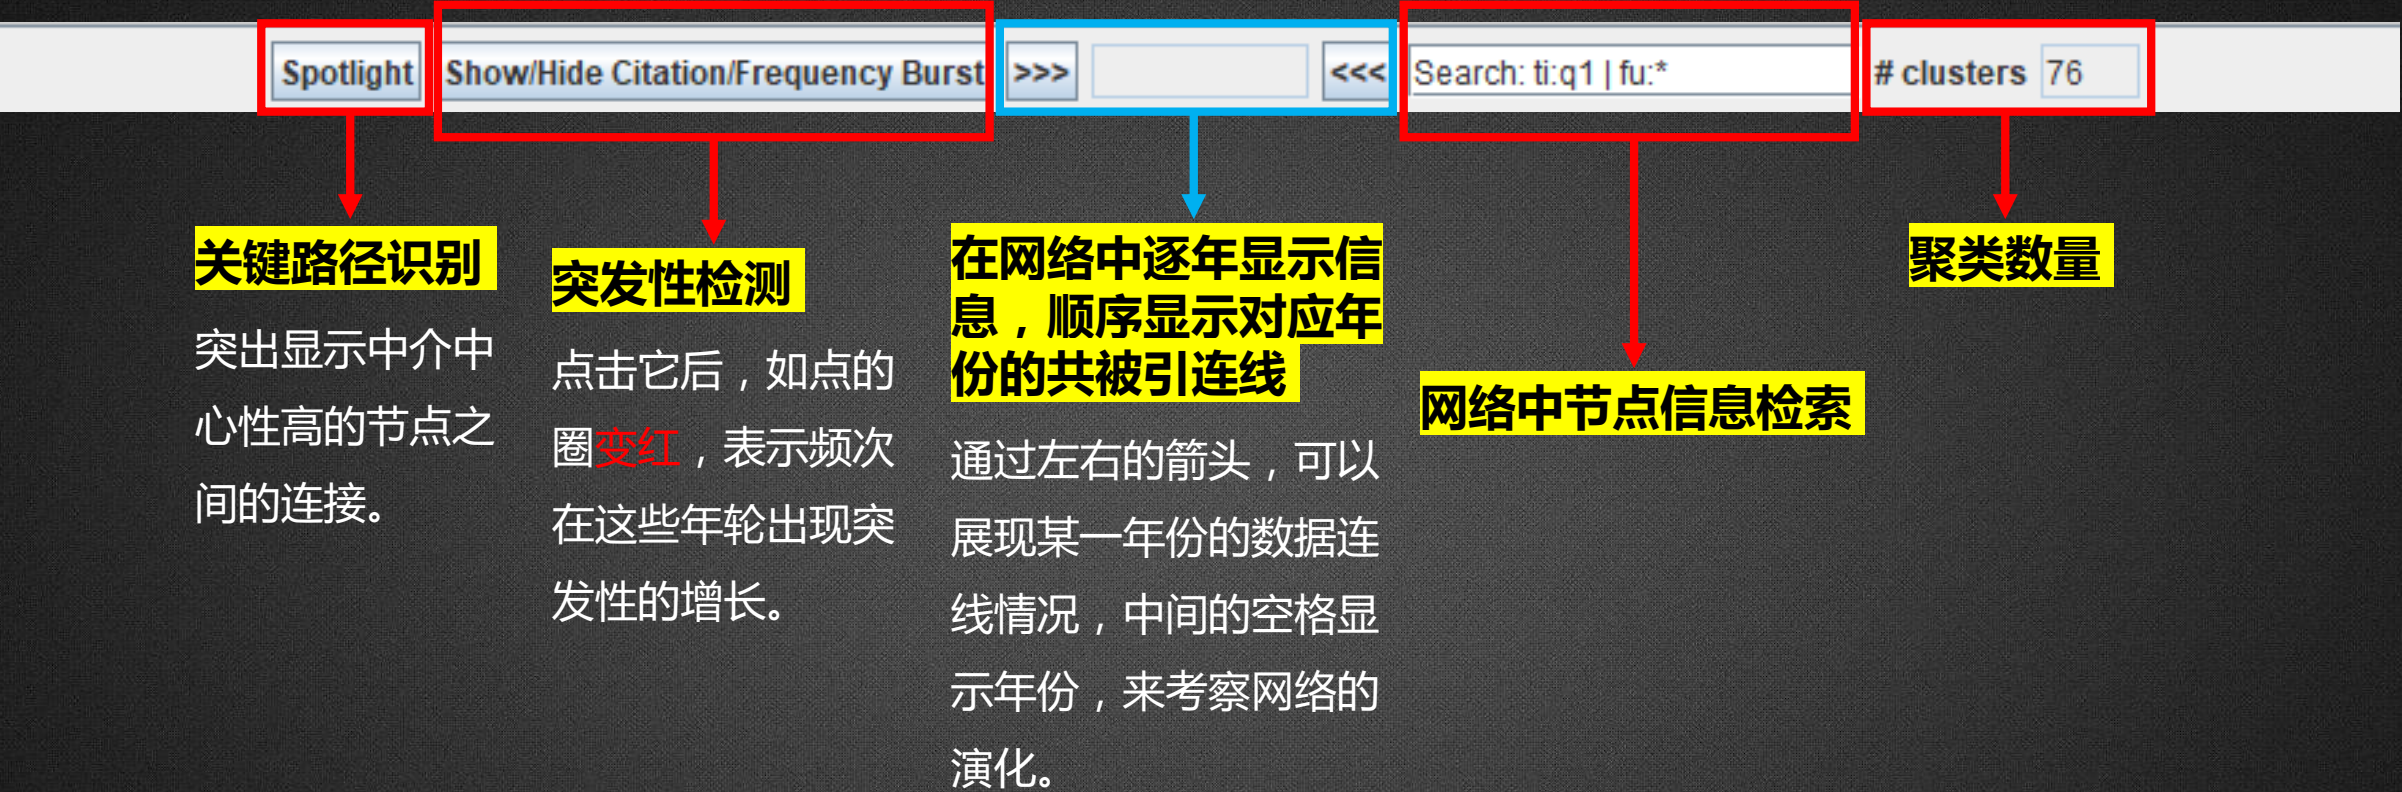 Spotlight Show/Hide Citation/Frequency Burst >>> <<< Search: ti:q1 | fu:* # clusters 76
关键路径识别
突出显示中介中
心性高的节点之
间的连接。
突发性检测
点击它后，如点的
圈变红，表示频次
在这些年轮出现突
发性的增长。
在网络中逐年显示信
息，顺序显示对应年
份的共被引连线
通过左右的箭头，可以
展现某一年份的数据连
线情况，中间的空格显
示年份，来考察网络的
演化。
网络中节点信息检索
聚类数量